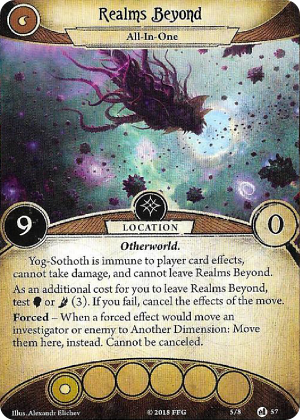 Realms Beyond
All-In-One
9
LOCATION
0
Otherworld.
Yog-Sothoth is immune to player card effects,
cannot take damage, and cannot leave Realms Beyond.
As an additional cost for you to leave Realms Beyond,
test or (3). If you fail, cancel the effects of the move.
Forced – When a forced effect would move an
investigator or enemy to Another Dimension: Move
them here, instead. Cannot be canceled.
Illus. Alexandr Elichev
© 2018 FFG
5/8
57